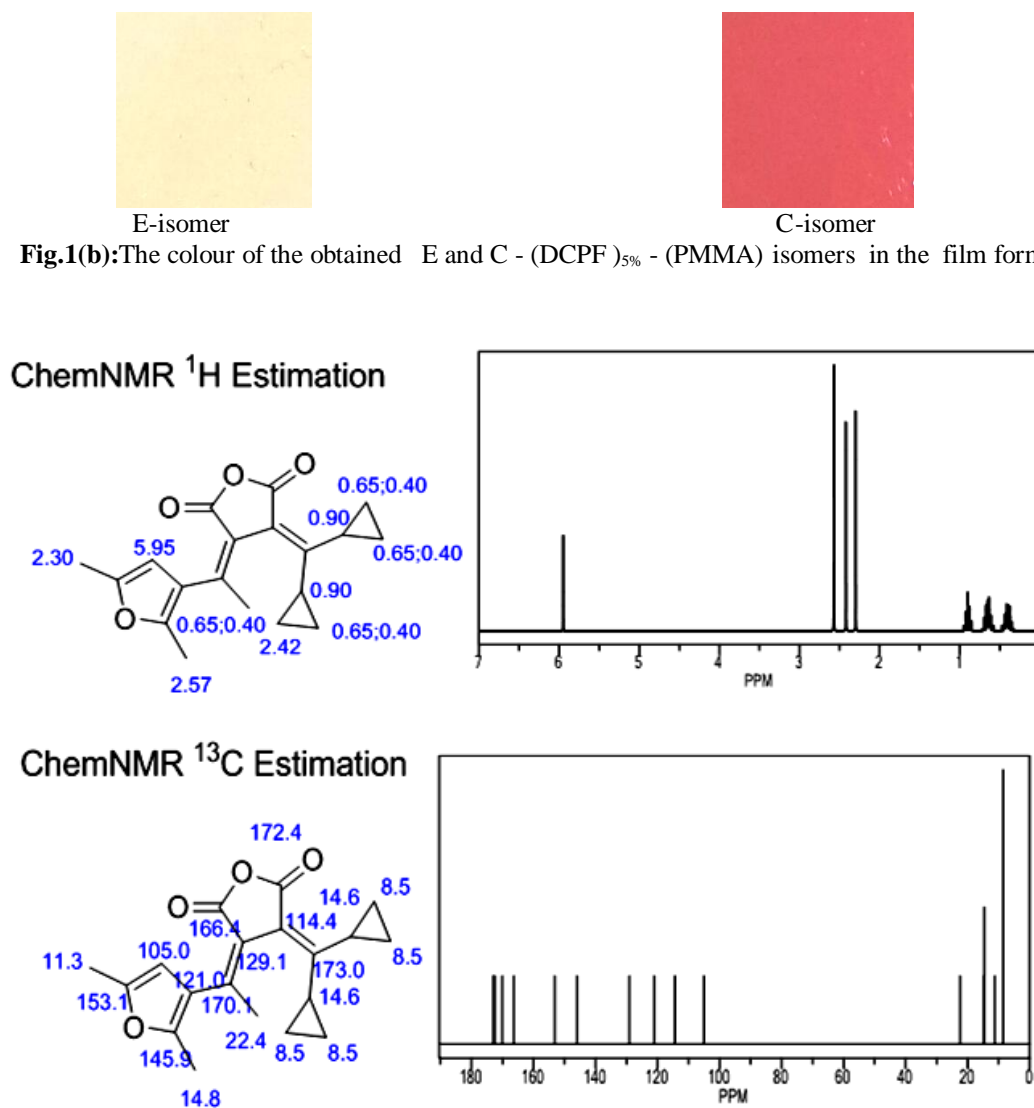 E-isomer C-isomer
Fig.1(b):The colour of the obtained E and C - (DCPF )5% - (PMMA) isomers in the film form
ChemNMR 1H Estimation
O O
O
0.65;0.40
0.90
2.30 5.95
0.65;0.40
0.90
O
0.65;0.40 0.65;0.40
2.42
2.57
7 6 5 4 3 2 1
PPM
ChemNMR 13C Estimation
172.4
O O
O
14.6 8.5
166.4 114.4
11.3 105.0 8.5
121.0 129.1 173.0
153.1 170.1 14.6
O
22.4 8.5 8.5
145.9
14.8
180 160 140 120 100 80 60 40 20 0
PPM